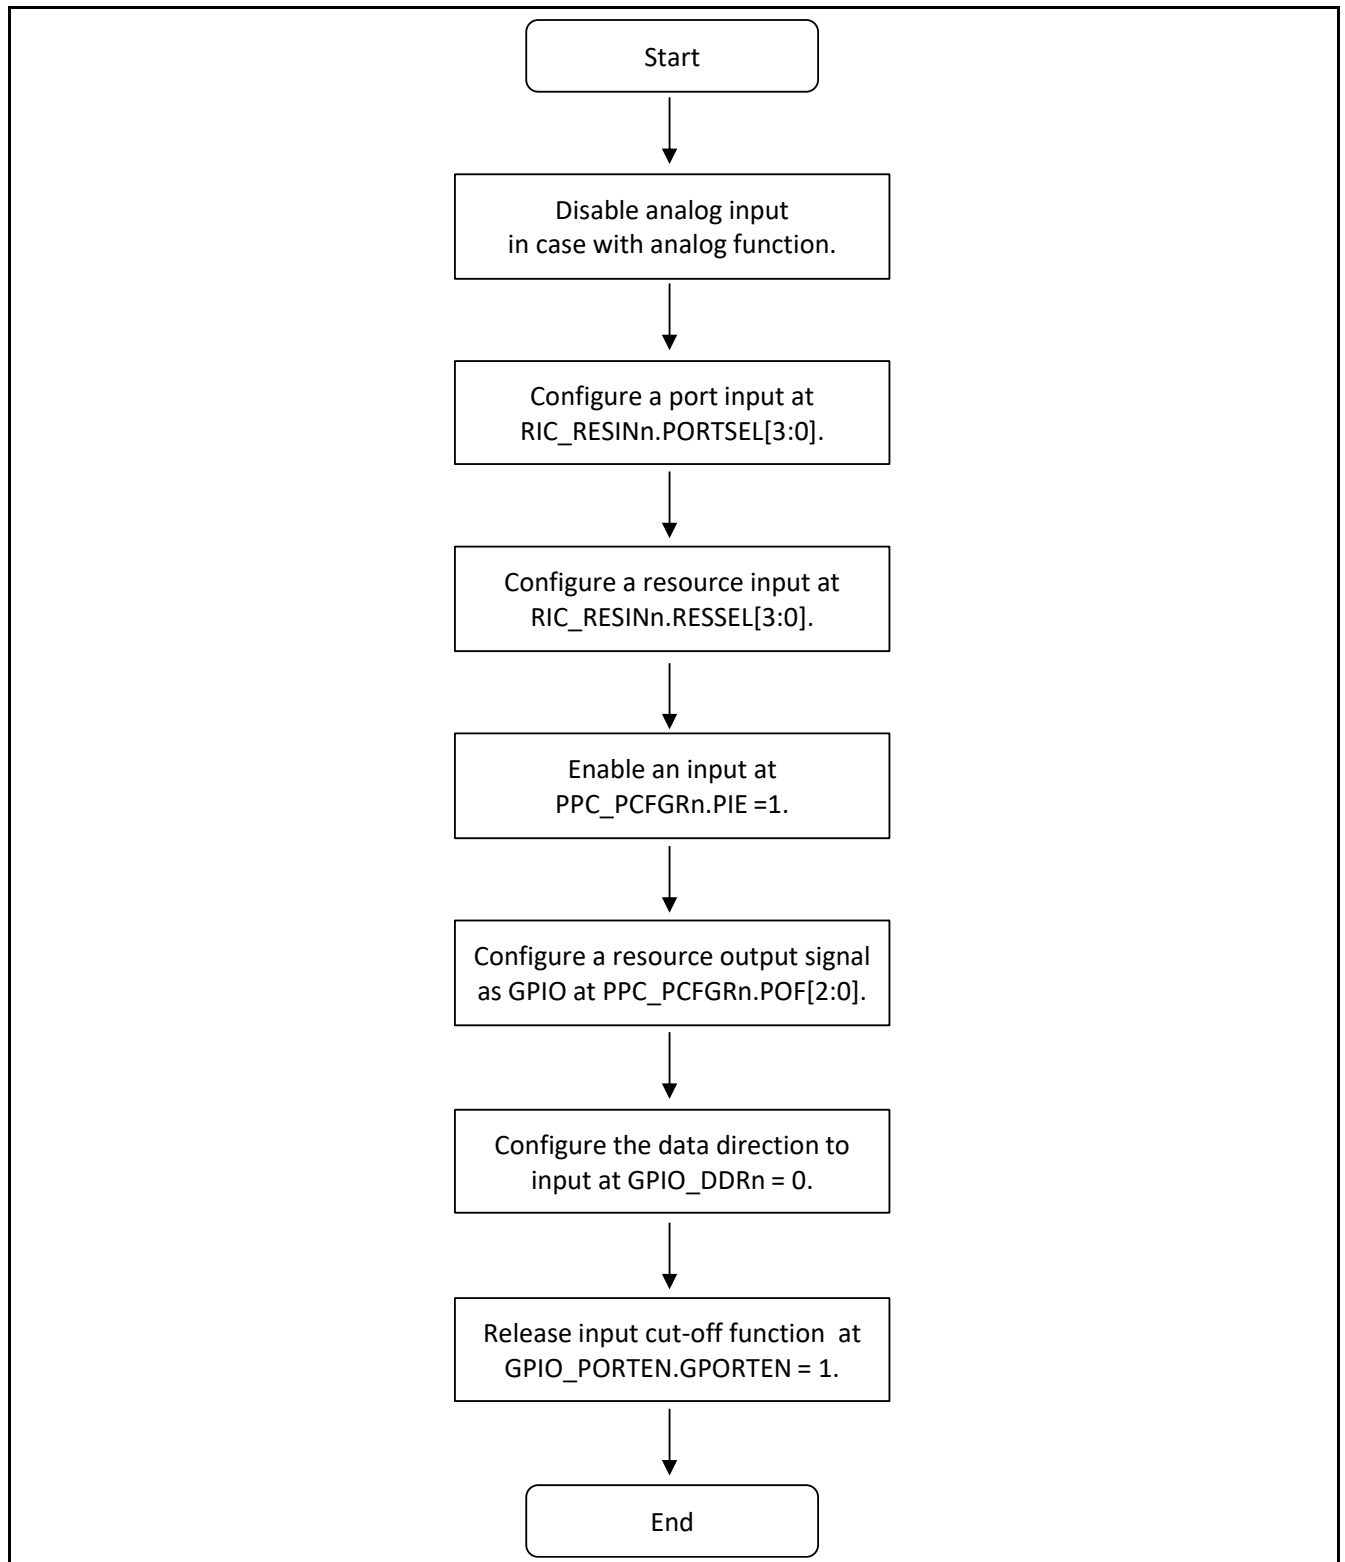 Start
Disable analog input
in case with analog function.
Configure a port input at
RIC_RESINn.PORTSEL[3:0].
Configure a resource input at
RIC_RESINn.RESSEL[3:0].
Enable an input at
PPC_PCFGRn.PIE =1.
Configure a resource output signal
as GPIO at PPC_PCFGRn.POF[2:0].
Configure the data direction to
input at GPIO_DDRn = 0.
Release input cut-off function  at
GPIO_PORTEN.GPORTEN = 1.
End